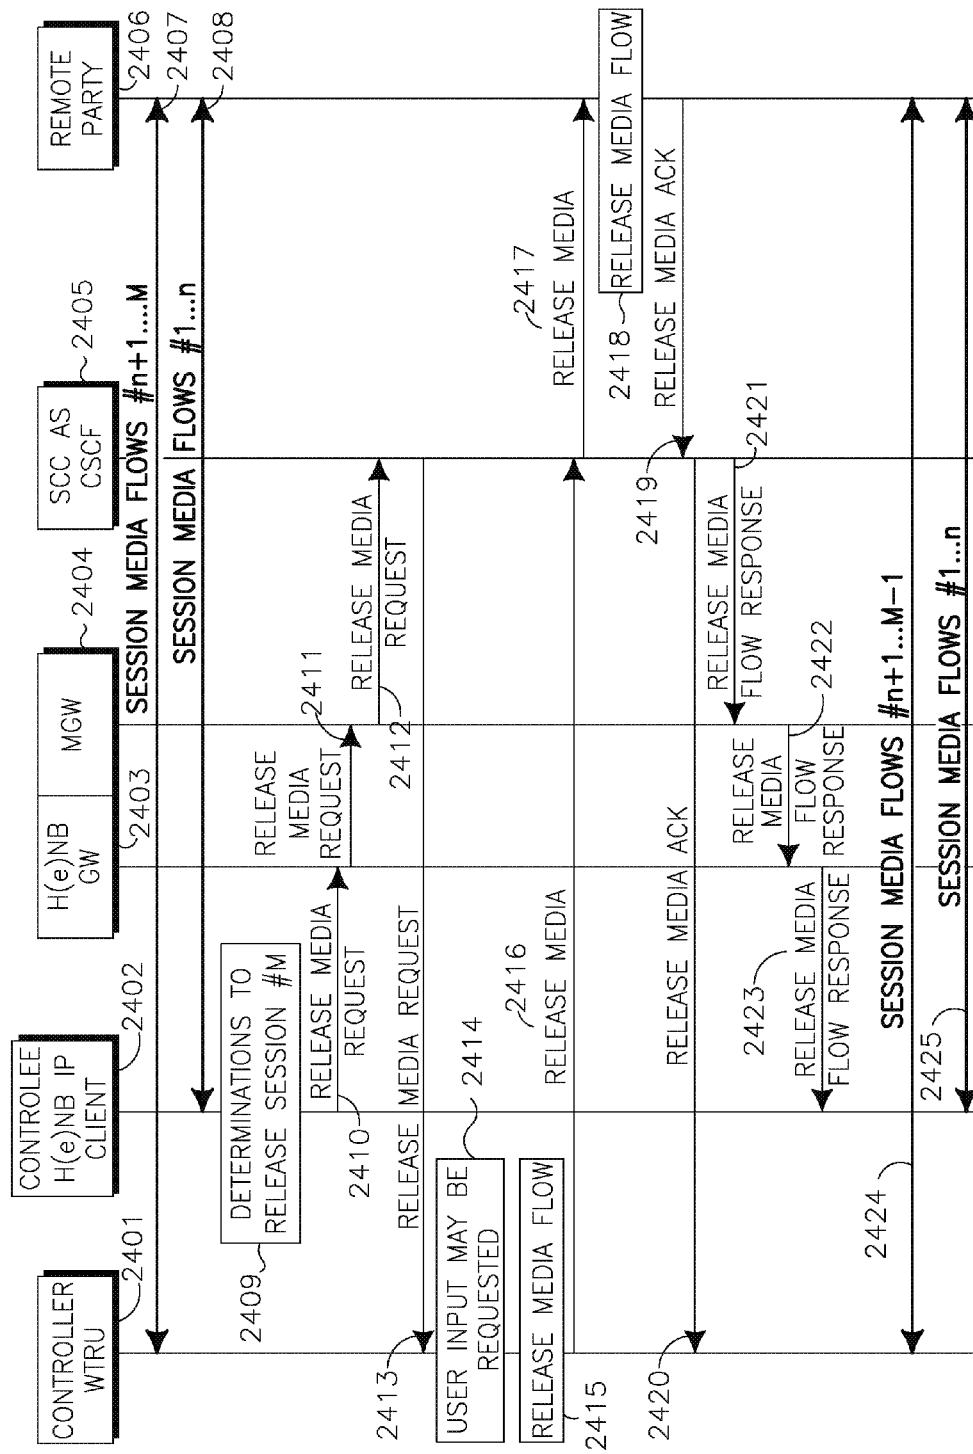 CONTROLLER
WTRU
2401
CONTROLEE
H(e)NB IP
CLIENT
2402
H(e)NB
GW
2403
MGW
2404
SCC AS
CSCF
2405
REMOTE
PARTY
2406
SESSION MEDIA FLOWS #n+1....M
2407
SESSION MEDIA FLOWS #1...n
2408
DETERMINATIONS TO
RELEASE SESSION #M
2409
RELEASE MEDIA
REQUEST
2410
RELEASE
MEDIA
REQUEST
2411
RELEASE MEDIA
REQUEST
2412
RELEASE MEDIA REQUEST
2413
USER INPUT MAY BE
REQUESTED
2414
RELEASE MEDIA FLOW
2415
RELEASE MEDIA
2416
RELEASE MEDIA
2417
RELEASE MEDIA FLOW
2418
RELEASE MEDIA ACK
2419
RELEASE MEDIA ACK
2420
RELEASE MEDIA
FLOW RESPONSE
2421
RELEASE
MEDIA
FLOW
RESPONSE
2422
RELEASE MEDIA
FLOW RESPONSE
2423
SESSION MEDIA FLOWS #n+1...M-1
2424
SESSION MEDIA FLOWS #1...n
2425